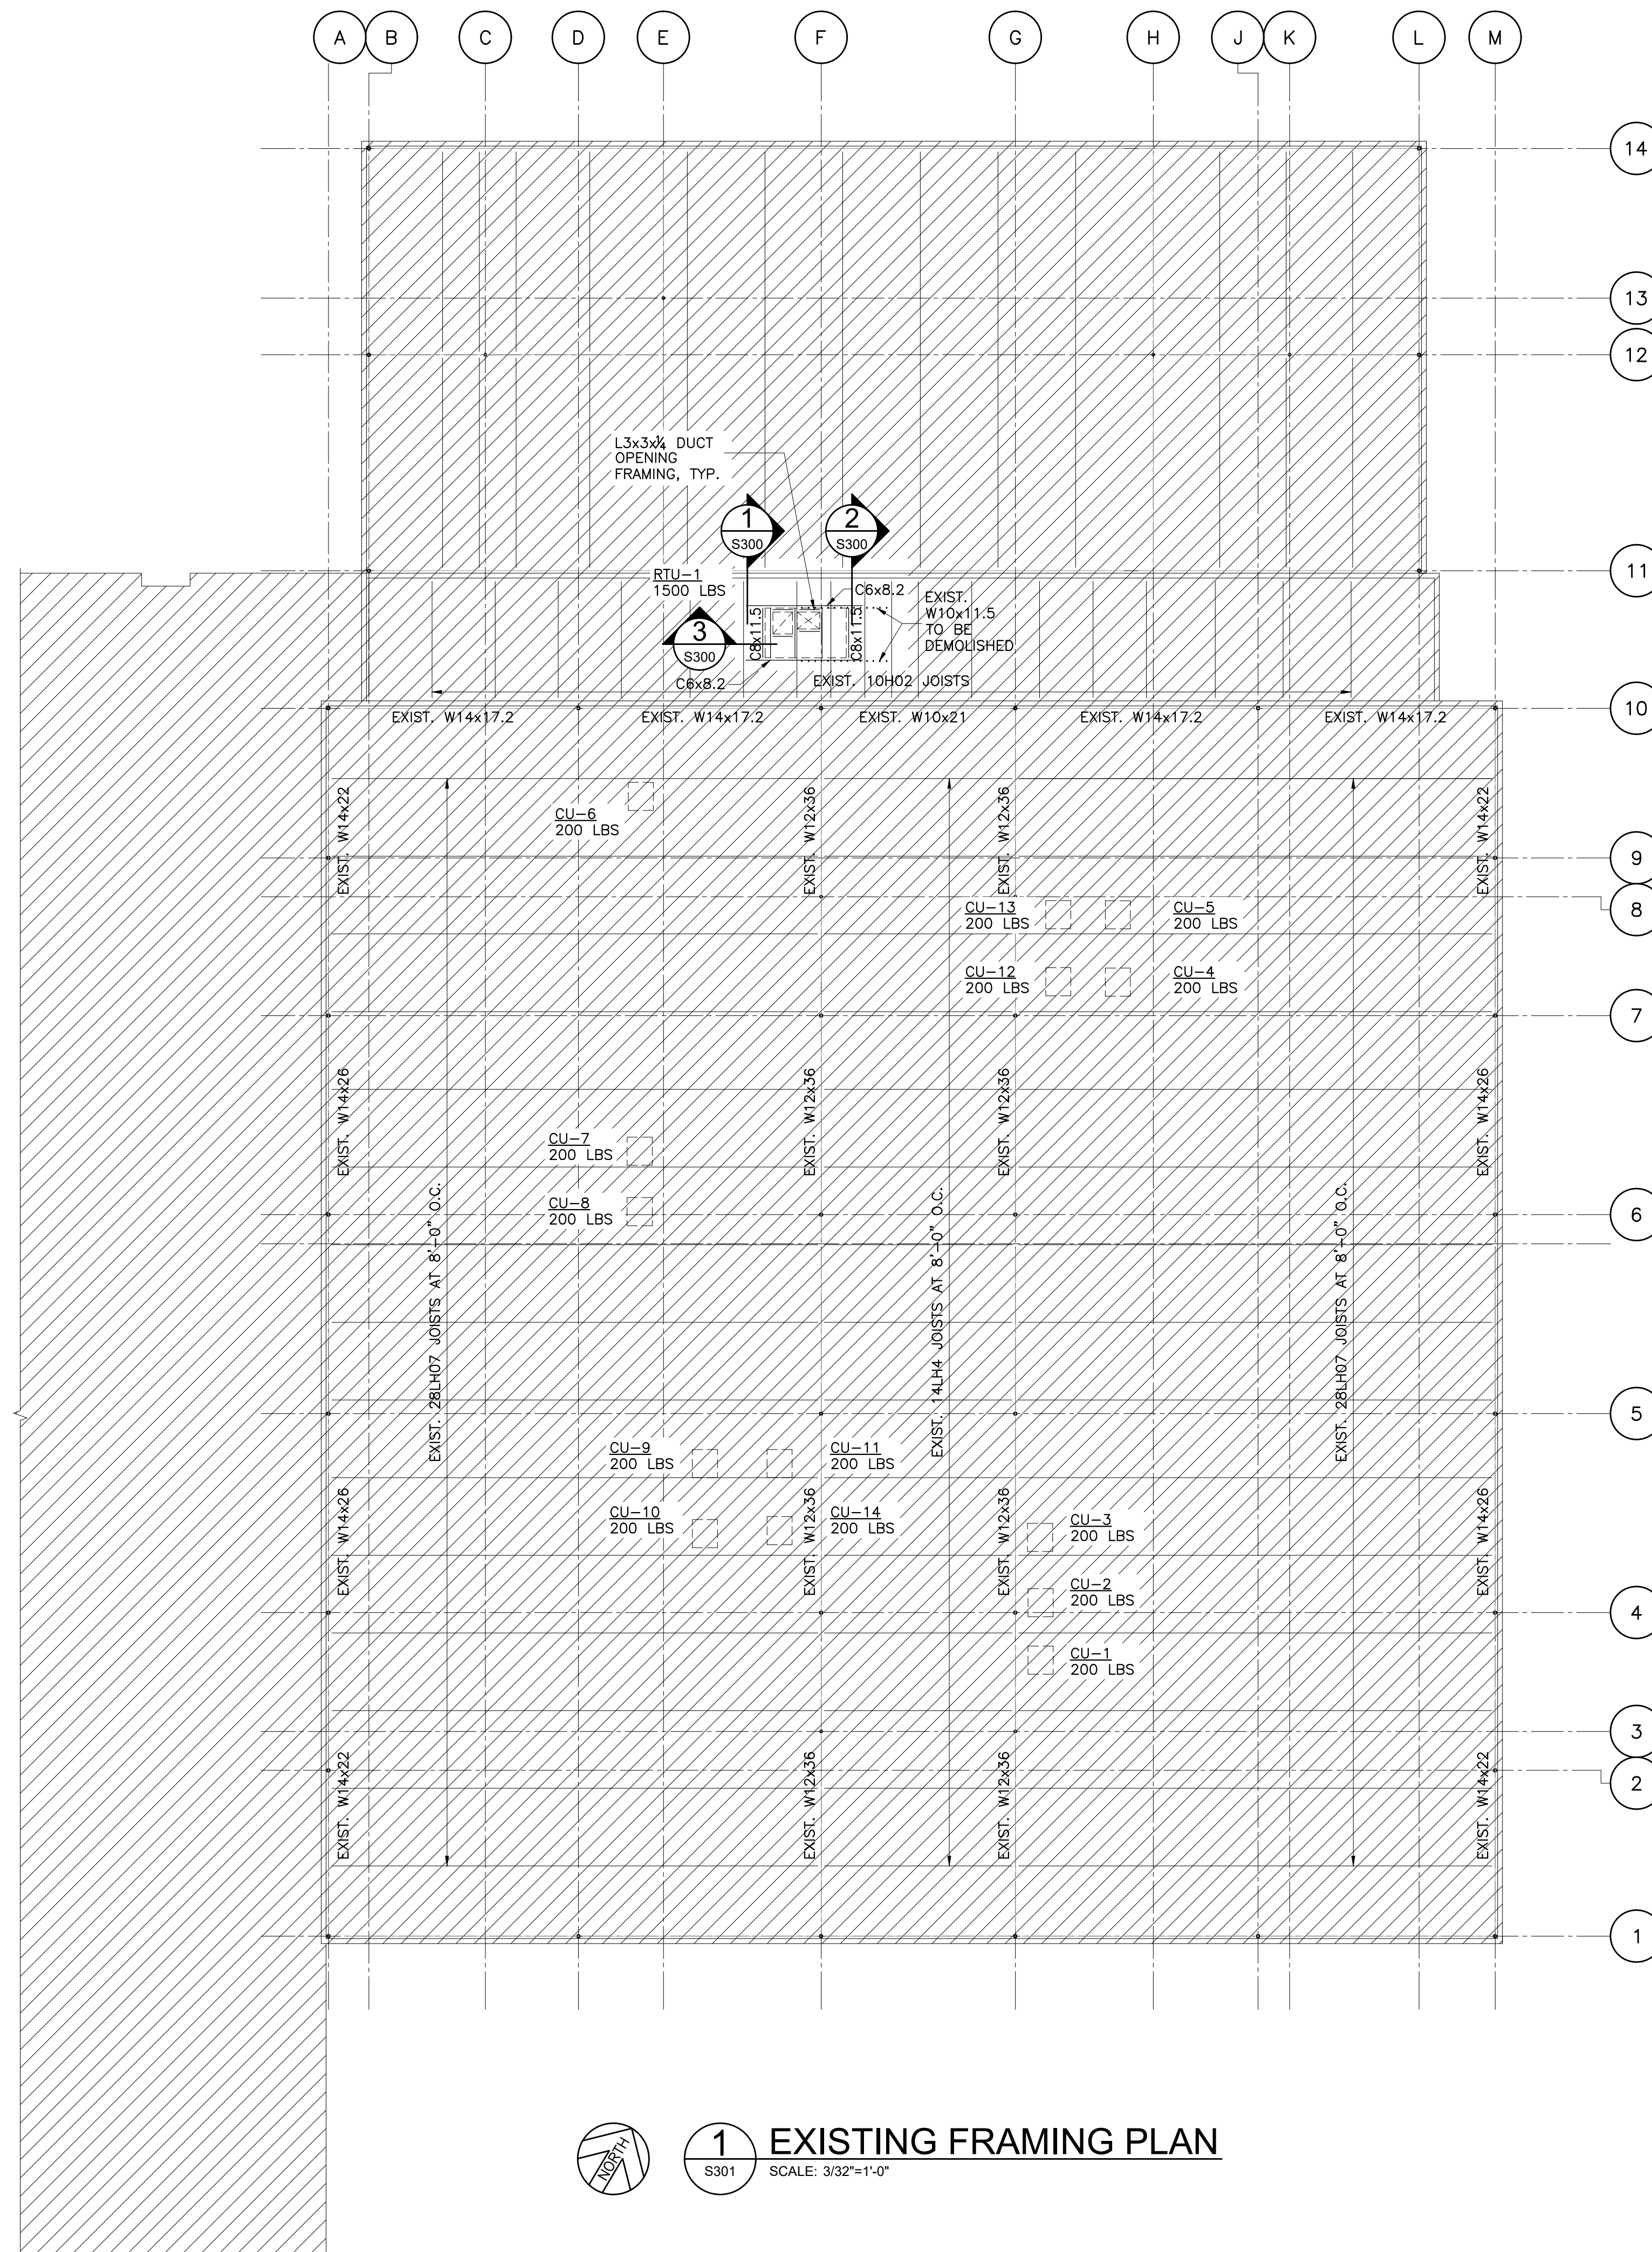 A B C D E F G H J K L M
14
13
12
L3x3x¼ DUCT
OPENING
FRAMING, TYP.
1
S300
2
S300
11
RTU-1
1500 LBS
C6x8.2
EXIST.
W10x11.5
TO BE
DEMOLISHED
C8x11.5
C8x11.5
3
S300
C6x8.2
EXIST. 10H02 JOISTS
10
EXIST. W14x17.2
EXIST. W14x17.2
EXIST. W10x21
EXIST. W14x17.2
EXIST. W14x17.2
EXIST. W14x22
EXIST. W12x36
EXIST. W12x36
EXIST. W14x22
CU-6
200 LBS
9
8
CU-13
200 LBS
CU-5
200 LBS
CU-12
200 LBS
CU-4
200 LBS
7
EXIST. W14x26
EXIST. W12x36
EXIST. W12x36
EXIST. W14x26
CU-7
200 LBS
CU-8
200 LBS
6
EXIST. 28LH07 JOISTS AT 8'-0" O.C.
EXIST. 14LH4 JOISTS AT 8'-0" O.C.
EXIST. 28LH07 JOISTS AT 8'-0" O.C.
5
CU-9
200 LBS
CU-11
200 LBS
CU-10
200 LBS
CU-14
200 LBS
EXIST. W14x26
EXIST. W12x36
EXIST. W12x36
EXIST. W14x26
CU-3
200 LBS
CU-2
200 LBS
4
CU-1
200 LBS
3
2
EXIST. W14x22
EXIST. W12x36
EXIST. W12x36
EXIST. W14x22
1
NORTH
1
S301
EXISTING FRAMING PLAN
SCALE: 3/32"=1'-0"